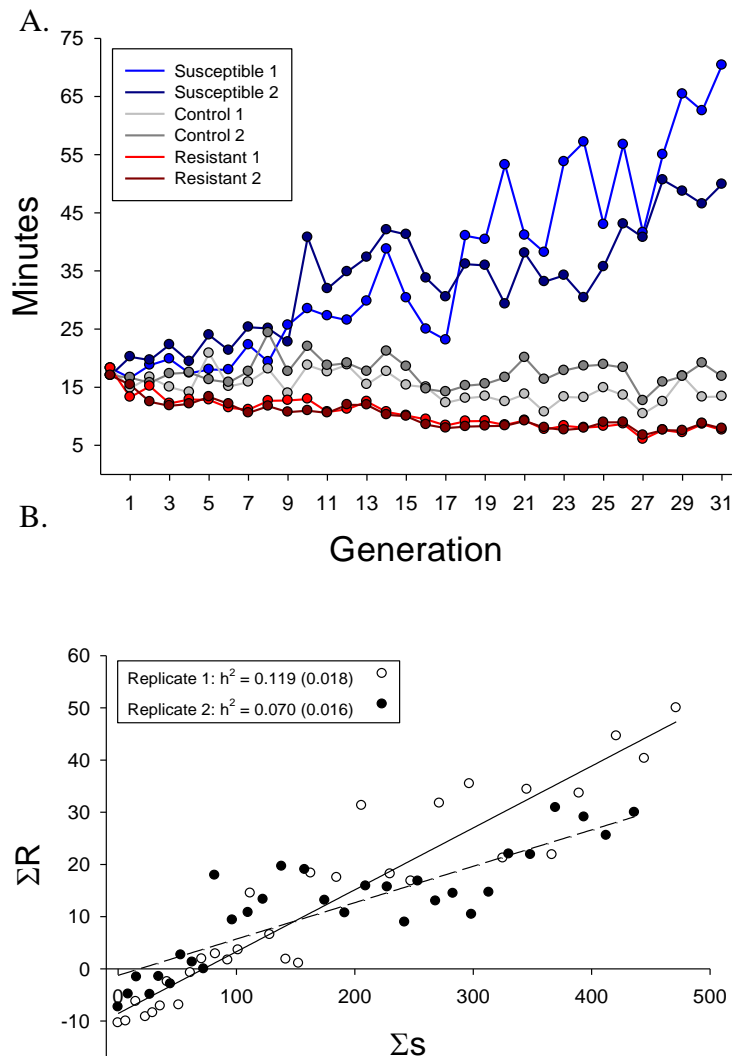 A.
75
65
55
45
35
25
15
5
Minutes
Susceptible 1
Susceptible 2
Control 1
Control 2
Resistant 1
Resistant 2
1 3 5 7 9 11 13 15 17 19 21 23 25 27 29 31
Generation
B.
60
50
40
30
20
10
0
-10
ΣR
Replicate 1: h² = 0.119 (0.018)
Replicate 2: h² = 0.070 (0.016)
0 100 200 300 400 500
Σs